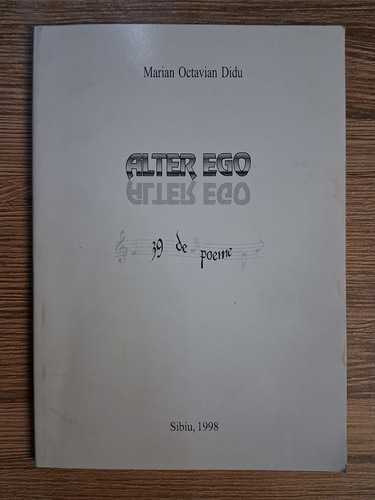 Marian Octavian Didu
ALTER EGO
ALTER EGO
39 de poeme
Sibiu, 1998